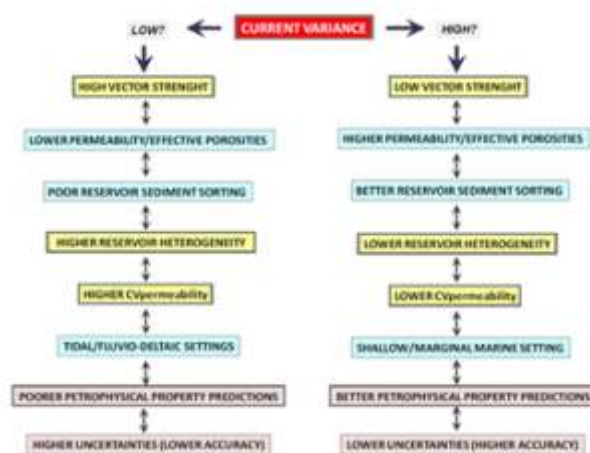 CURRENT VARIANCE
LOW?
HIGH?
HIGH VECTOR STRENGHT
LOWER PERMEABILITY/EFFECTIVE POROSITIES
POOR RESERVOIR SEDIMENT SORTING
HIGHER RESERVOIR HETEROGENEITY
HIGHER CVpermeability
TIDAL/FLUVIO-DELTAIC SETTINGS
POORER PETROPHYSICAL PROPERTY PREDICTIONS
HIGHER UNCERTAINTIES (LOWER ACCURACY)
LOW VECTOR STRENGHT
HIGHER PERMEABILITY/EFFECTIVE POROSITIES
BETTER RESERVOIR SEDIMENT SORTING
LOWER RESERVOIR HETEROGENEITY
LOWER CVpermeability
SHALLOW/MARGINAL MARINE SETTING
BETTER PETROPHYSICAL PROPERTY PREDICTIONS
LOWER UNCERTAINTIES (HIGHER ACCURACY)